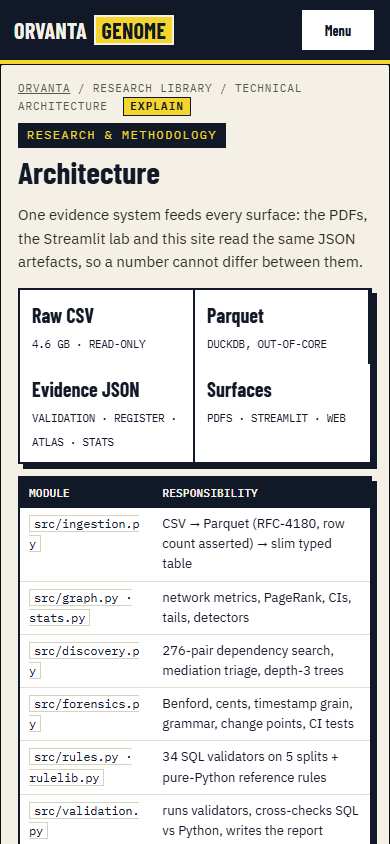 ORVANTA GENOME Menu
ORVANTA / RESEARCH LIBRARY / TECHNICAL
ARCHITECTURE EXPLAIN
RESEARCH & METHODOLOGY
Architecture
One evidence system feeds every surface: the PDFs,
the Streamlit lab and this site read the same JSON
artefacts, so a number cannot differ between them.
Raw CSV
4.6 GB · READ-ONLY
Parquet
DUCKDB, OUT-OF-CORE
Evidence JSON
VALIDATION · REGISTER ·
ATLAS · STATS
Surfaces
PDFS · STREAMLIT · WEB
MODULE RESPONSIBILITY
src/ingestion.p
y
CSV → Parquet (RFC-4180, row
count asserted) → slim typed
table
src/graph.py ·
stats.py
network metrics, PageRank, CIs,
tails, detectors
src/discovery.p
y
276-pair dependency search,
mediation triage, depth-3 trees
src/forensics.p
y
Benford, cents, timestamp grain,
grammar, change points, CI tests
src/rules.py ·
rulelib.py
34 SQL validators on 5 splits +
pure-Python reference rules
src/validation.
py
runs validators, cross-checks SQL
vs Python, writes the report